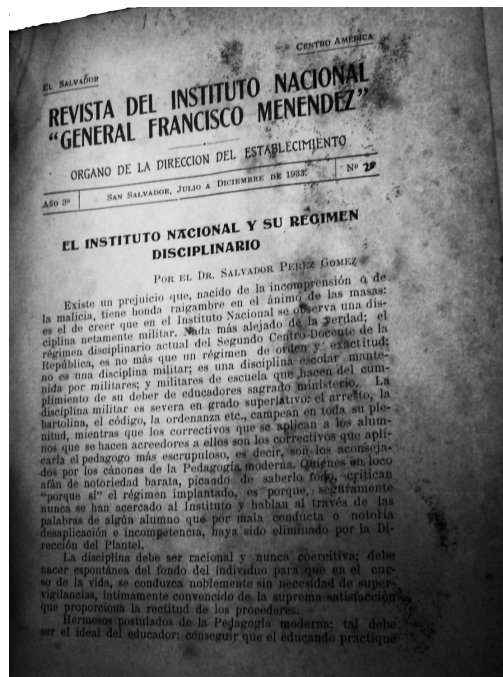 EL SALVADOR
CENTRO AMÉRICA
REVISTA DEL INSTITUTO NACIONAL
“GENERAL FRANCISCO MENENDEZ”
ORGANO DE LA DIRECCION DEL ESTABLECIMIENTO
Año 3º SAN SALVADOR, JULIO A DICIEMBRE DE 1933. Nº
EL INSTITUTO NACIONAL Y SU REGIMEN
DISCIPLINARIO
POR EL DR. SALVADOR PEREZ GOMEZ
Existe un prejuicio que, nacido de la incomprensión o de
la malicia, tiene honda raigambre en el ánimo de las masas:
es el de creer que en el Instituto Nacional se observa una dis-
ciplina netamente militar. Nada más alejado de la verdad; el
régimen disciplinario actual del Segundo Centro Docente de la
República, es no más que un régimen de orden y exactitud;
no es una disciplina militar; es una disciplina escolar mante-
nida por militares; y militares de escuela que hacen del cum-
plimiento de su deber de educadores sagrado ministerio. La
disciplina militar es severa en grado superlativo: el arresto, la
bartolina, el código, la ordenanza etc., campean en toda su ple-
nitud, mientras que los correctivos que se aplican a los alum-
nos que se hacen acreedores a ellos son los correctivos que apli-
caría el pedagogo más escrupuloso, es decir, son los aconseja-
dos por los cánones de la Pedagogía moderna. Quienes en loco
afán de notoriedad barata, picando de saberlo todo, critican
“porque sí” el régimen implantado, es porque, seguramente
nunca se han acercado al Instituto y hablan al través de las
palabras de algún alumno que por mala conducta o notoria
desaplicación e incompetencia, haya sido eliminado por la Di-
rección del Plantel.
La disciplina debe ser racional y nunca coercitiva; debe
nacer espontánea del fondo del individuo para que en el cur-
so de la vida, se conduzca noblemente sin necesidad de super-
vigilancias, íntimamente convencido de la suprema satisfacción
que proporciona la rectitud de los procederes.
Hermosos postulados de la Pedagogía moderna; tal debe
ser el ideal del educador: conseguir que el educando practique